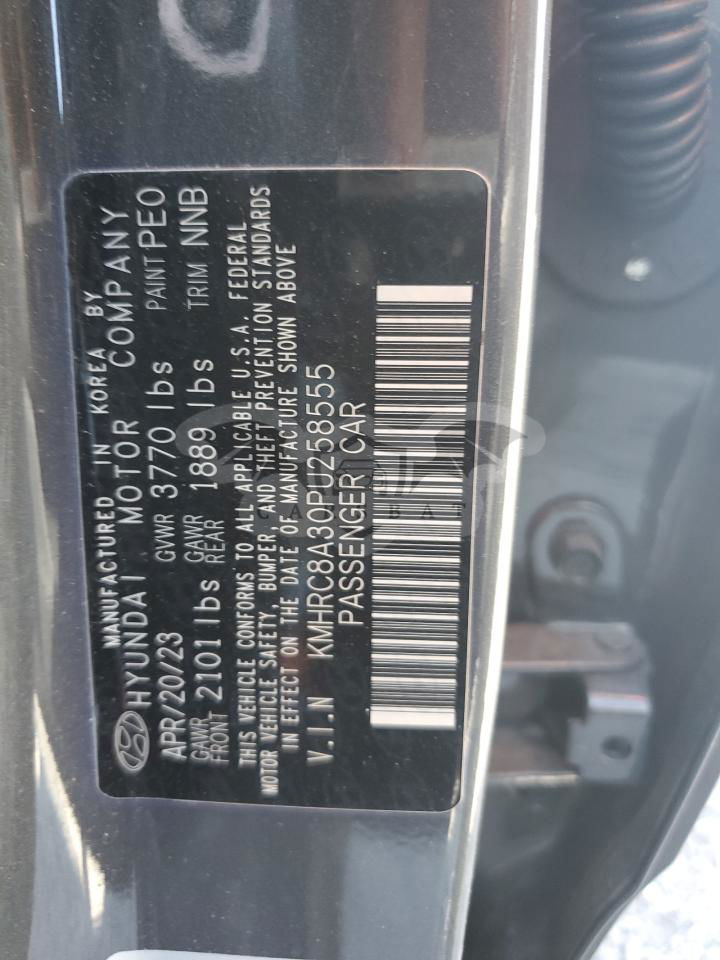 MANUFACTURED IN KOREA BY
HYUNDAI MOTOR COMPANY
APR/20/23 GVWR 3770 lbs PAINT PEO
GAWR FRONT 2101 lbs GAWR REAR 1889 lbs TRIM NNB
THIS VEHICLE CONFORMS TO ALL APPLICABLE U.S.A. FEDERAL
MOTOR VEHICLE SAFETY, BUMPER, AND THEFT PREVENTION STANDARDS
IN EFFECT ON THE DATE OF MANUFACTURE SHOWN ABOVE
V.I.N KMHRC8A30PU258555
PASSENGER CAR